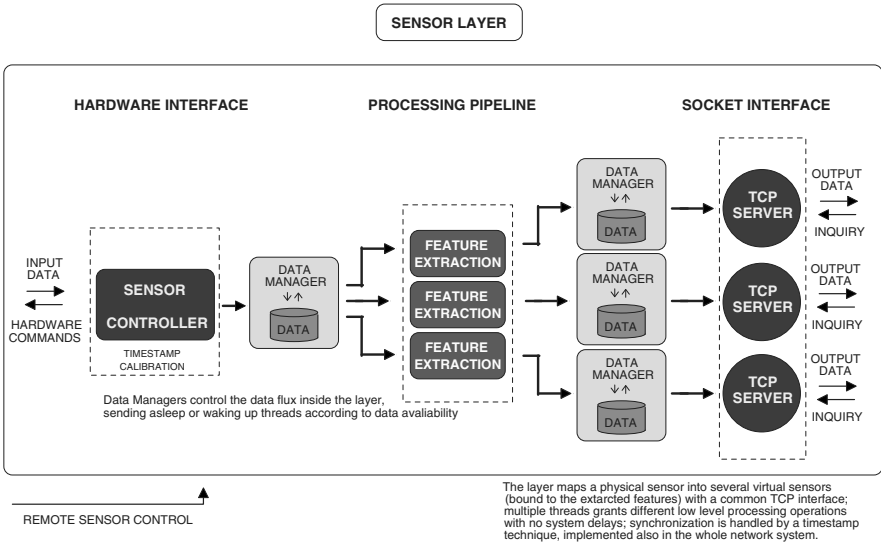 SENSOR LAYER
HARDWARE INTERFACE
PROCESSING PIPELINE
SOCKET INTERFACE
INPUT
DATA
HARDWARE
COMMANDS
SENSOR
CONTROLLER
TIMESTAMP
CALIBRATION
DATA
MANAGER
DATA
FEATURE
EXTRACTION
FEATURE
EXTRACTION
FEATURE
EXTRACTION
DATA
MANAGER
DATA
DATA
MANAGER
DATA
DATA
MANAGER
DATA
TCP
SERVER
TCP
SERVER
TCP
SERVER
OUTPUT
DATA
INQUIRY
OUTPUT
DATA
INQUIRY
OUTPUT
DATA
INQUIRY
Data Managers control the data flux inside the layer,
sending asleep or waking up threads according to data avaliability
REMOTE SENSOR CONTROL
The layer maps a physical sensor into several virtual sensors
(bound to the extarcted features) with a common TCP interface;
multiple threads grants different low level processing operations
with no system delays; synchronization is handled by a timestamp
technique, implemented also in the whole network system.